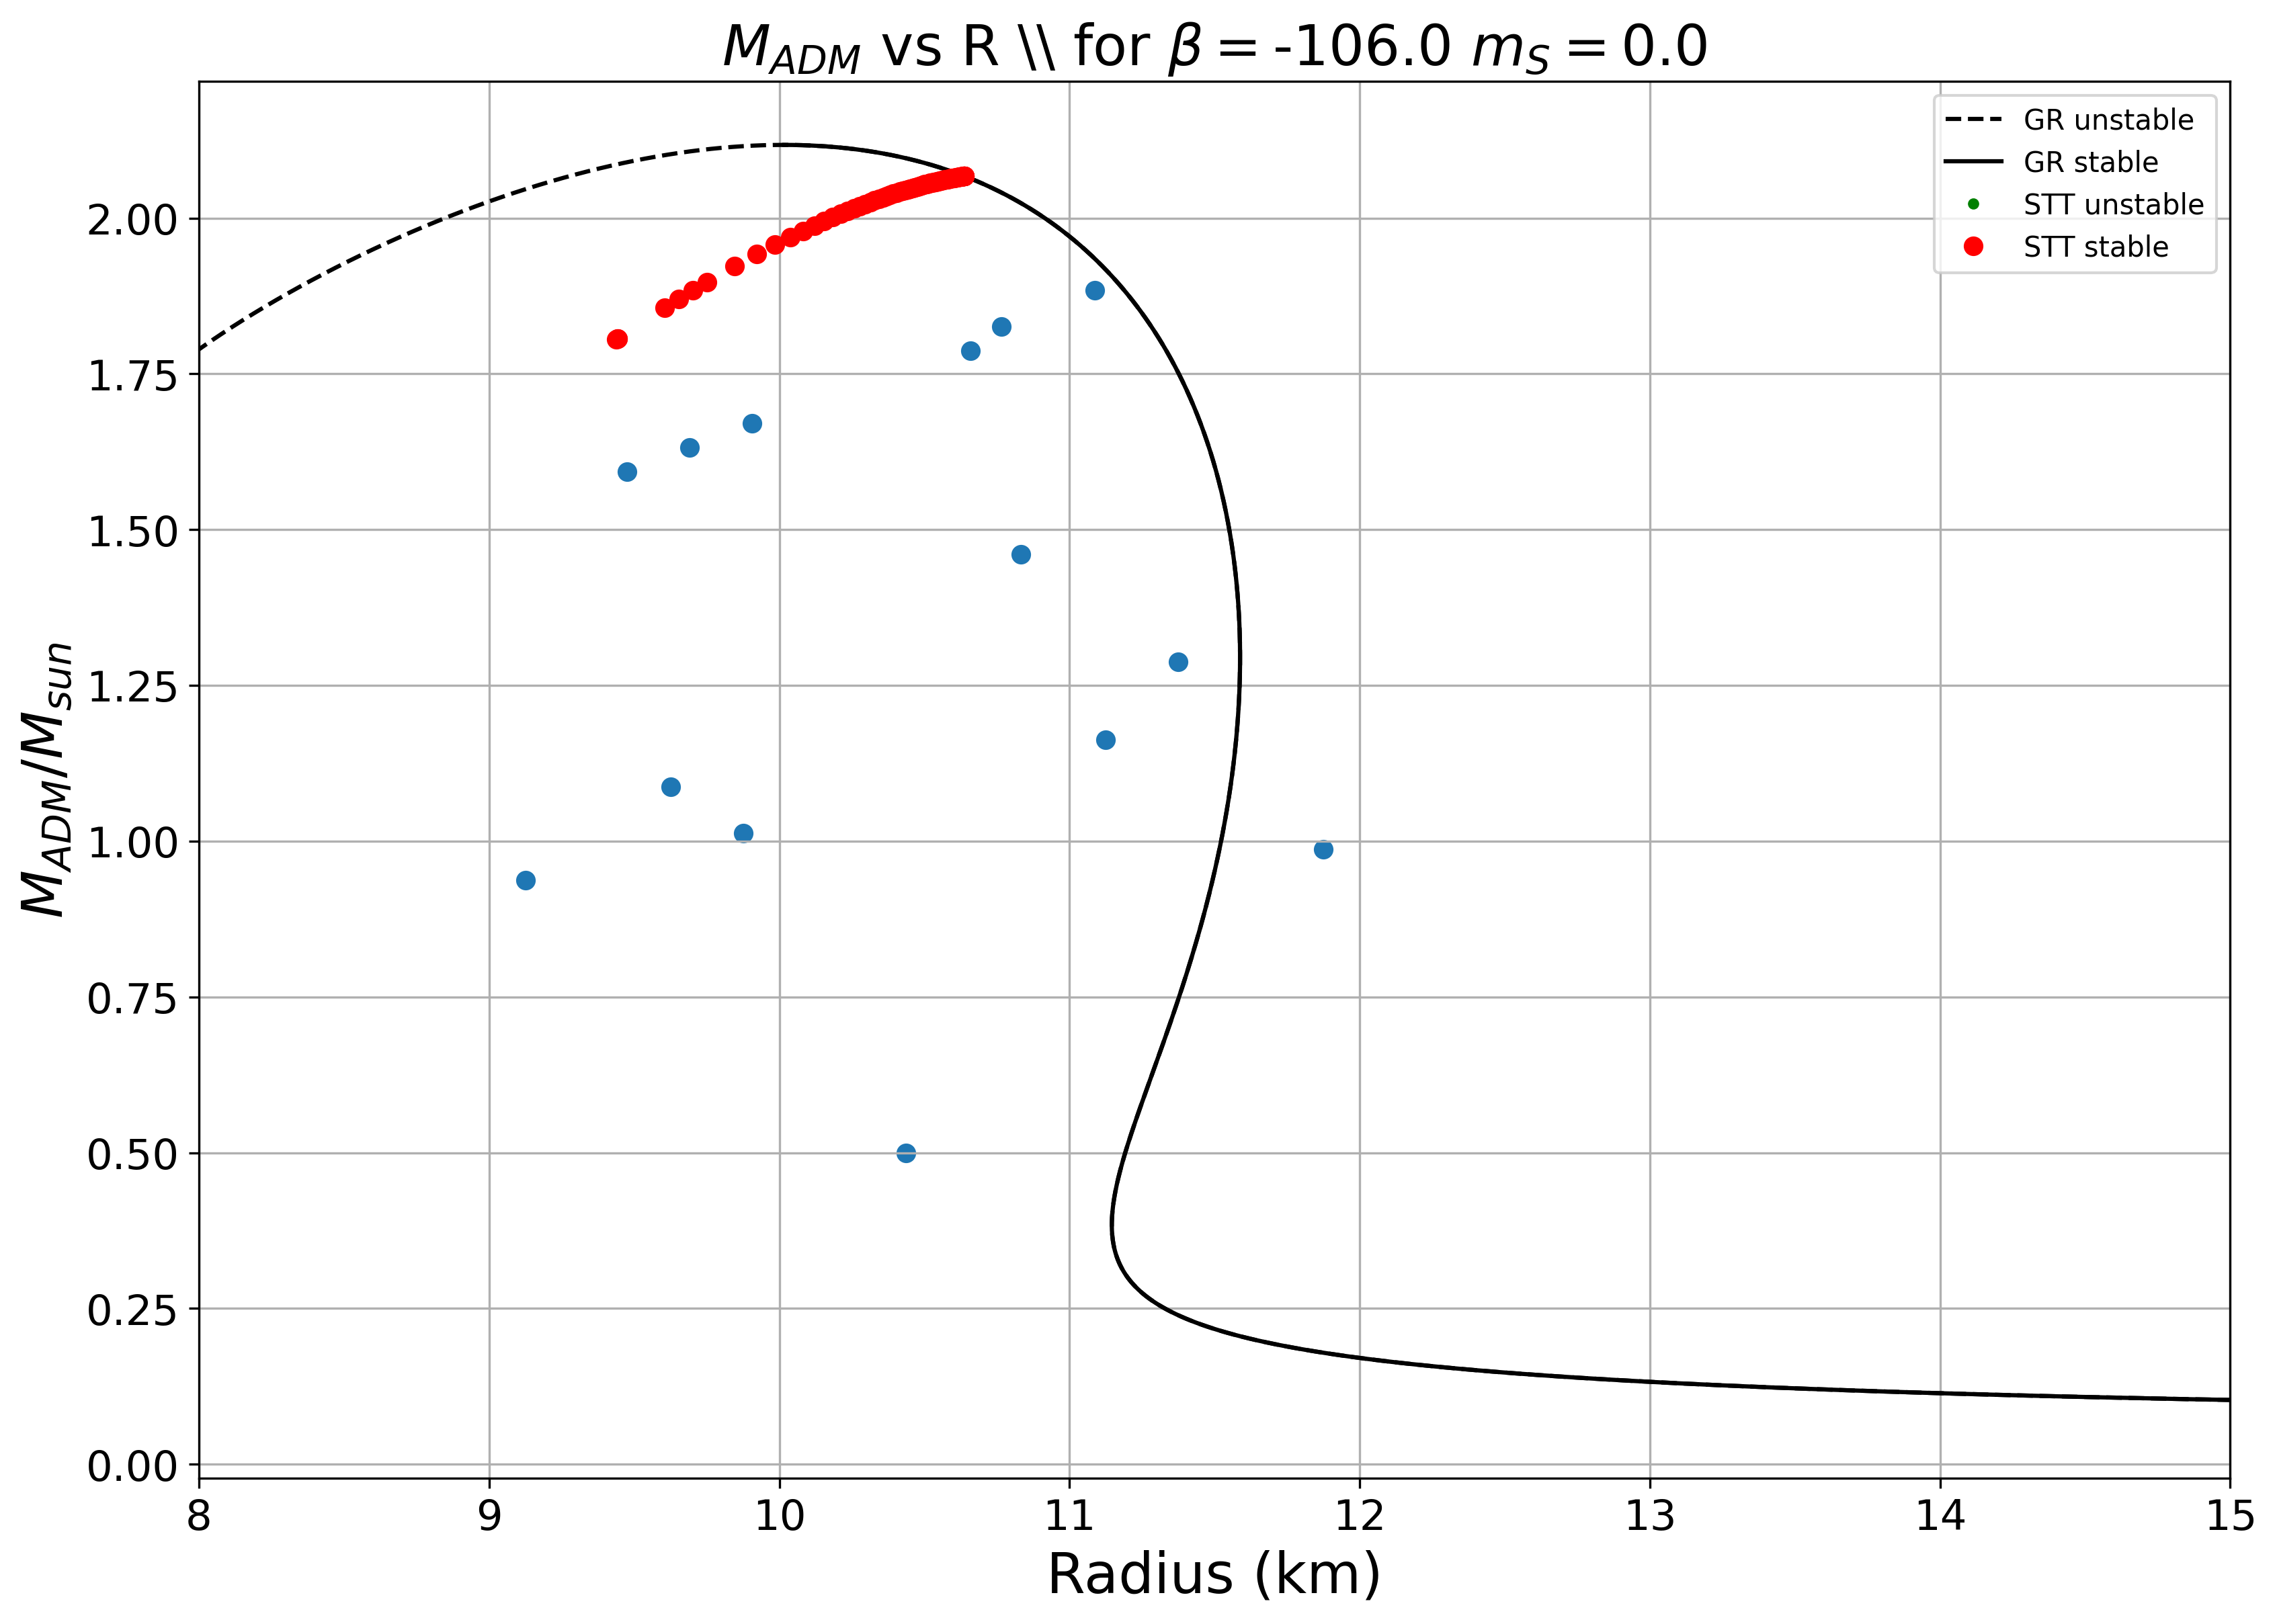 M_ADM vs R \\ for β = -106.0 m_S = 0.0
GR unstable
GR stable
STT unstable
STT stable
M_ADM/M_sun
2.00
1.75
1.50
1.25
1.00
0.75
0.50
0.25
0.00
8 9 10 11 12 13 14 15
Radius (km)